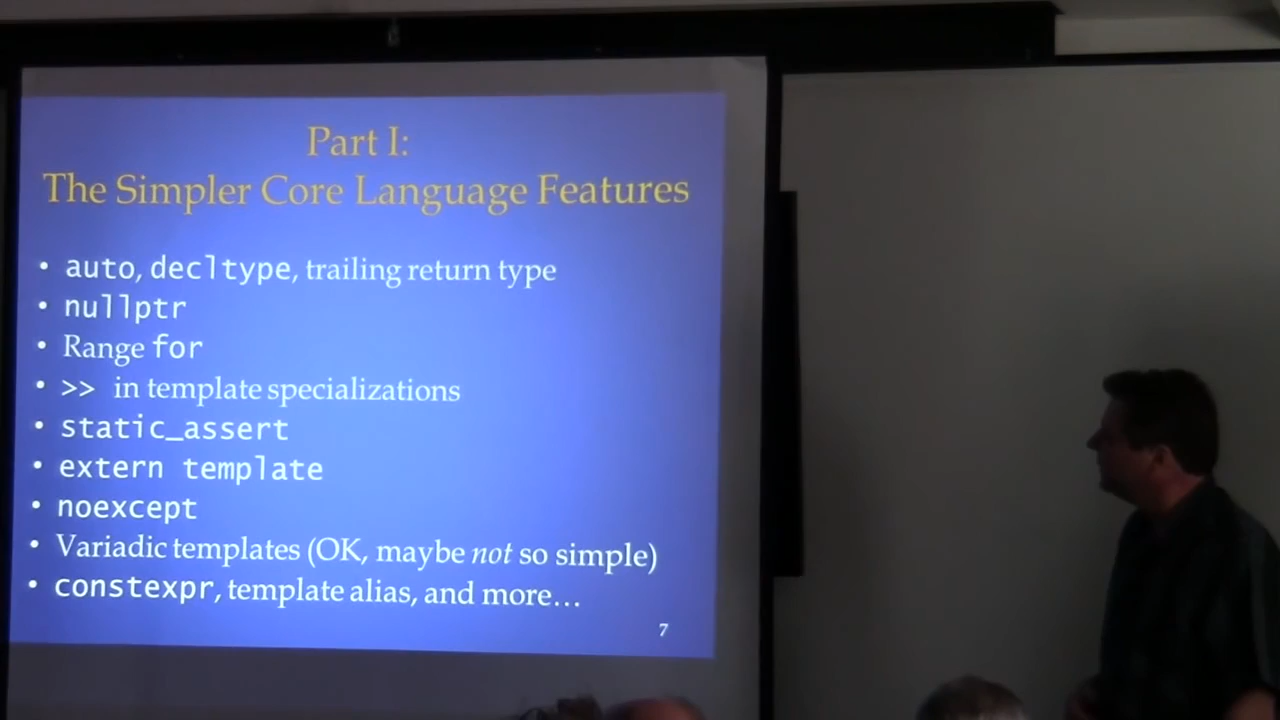 Part I:
The Simpler Core Language Features
• auto, decltype, trailing return type
• nullptr
• Range for
• >> in template specializations
• static_assert
• extern template
• noexcept
• Variadic templates (OK, maybe not so simple)
• constexpr, template alias, and more…
7